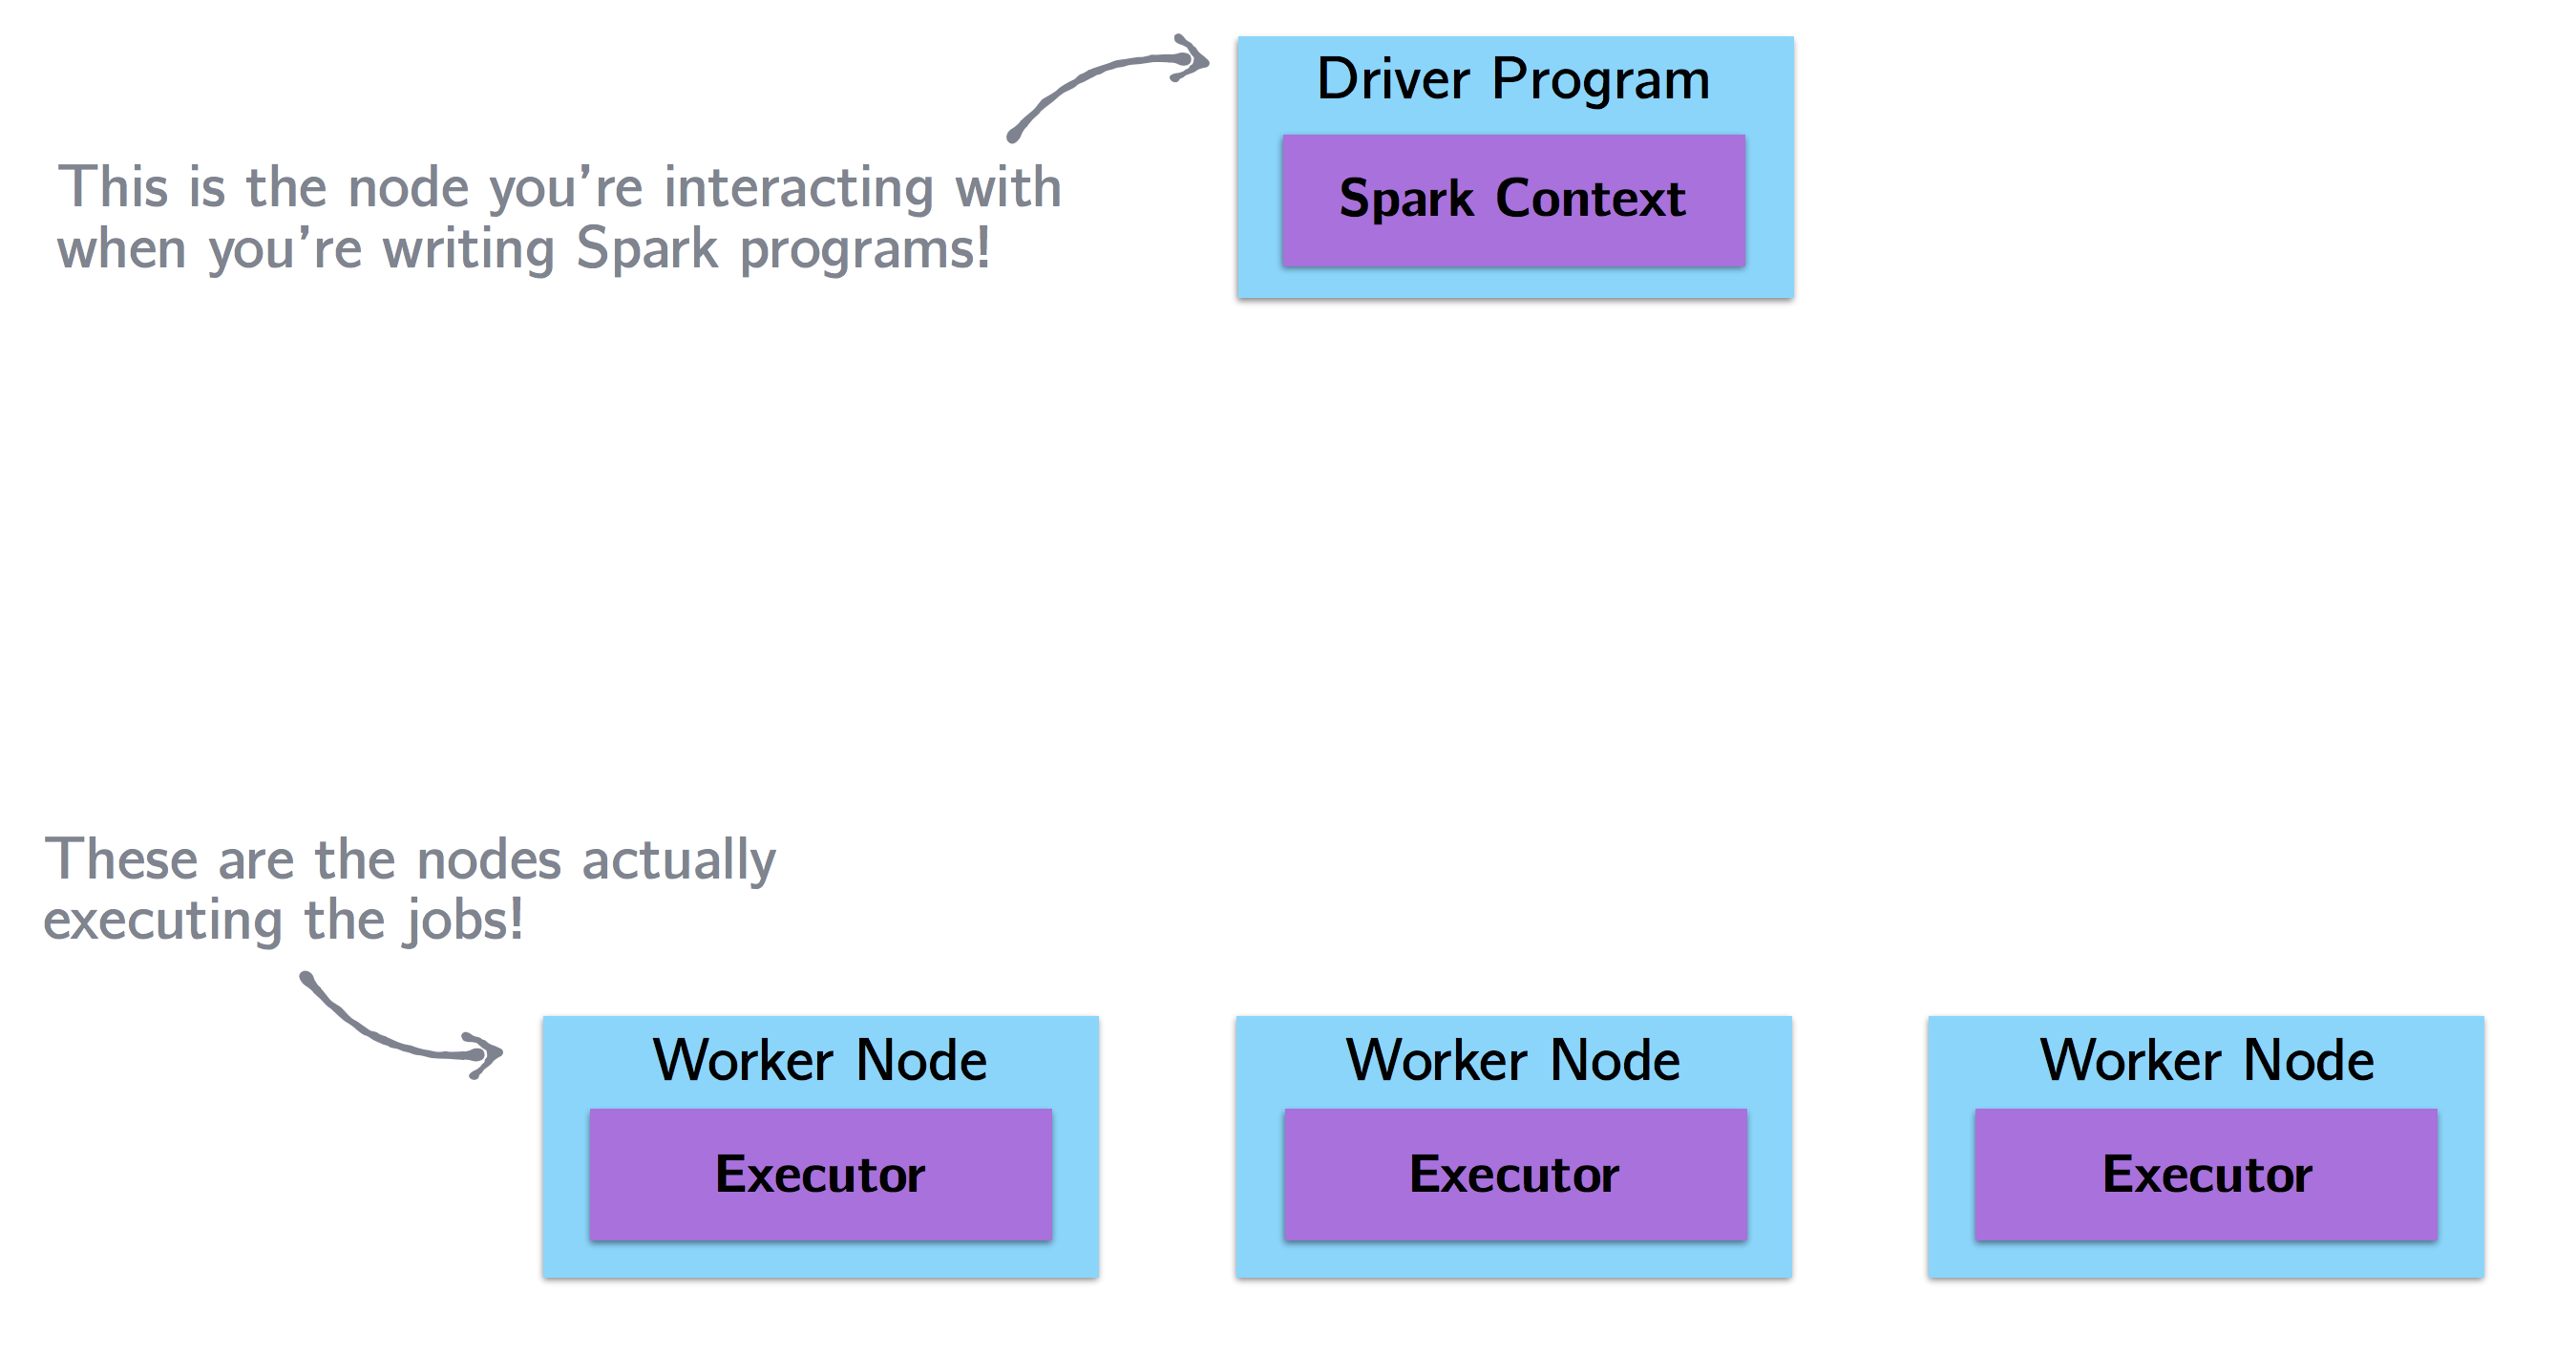 Driver Program
Spark Context
This is the node you're interacting with
when you're writing Spark programs!
These are the nodes actually
executing the jobs!
Worker Node
Executor
Worker Node
Executor
Worker Node
Executor